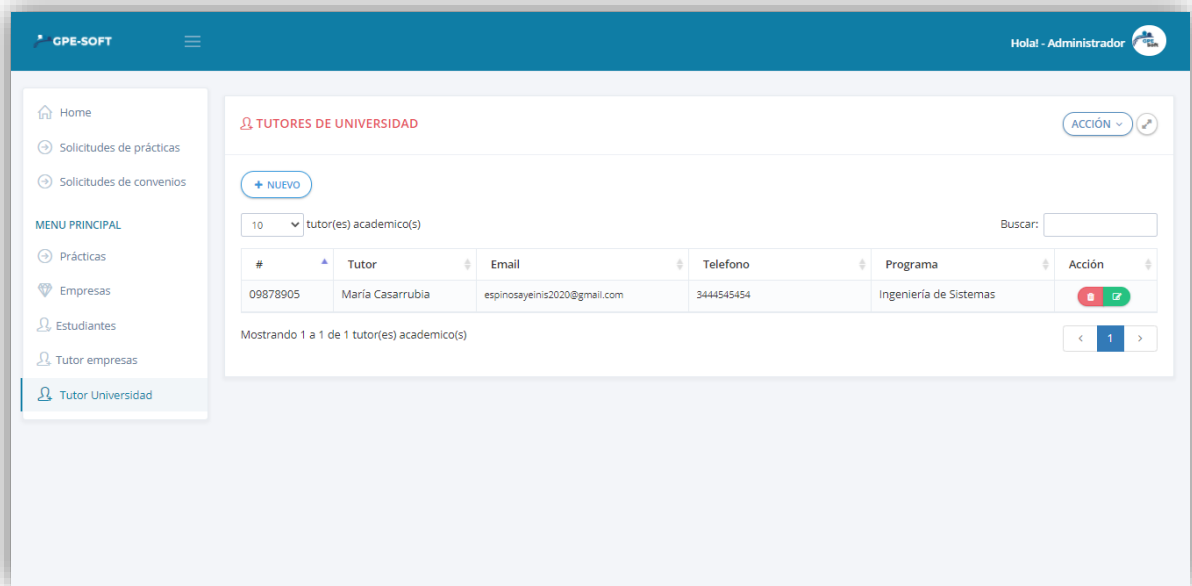 GPE-SOFT
Hola! - Administrador
GPE Soft
Home
Solicitudes de prácticas
Solicitudes de convenios
MENU PRINCIPAL
Prácticas
Empresas
Estudiantes
Tutor empresas
Tutor Universidad
TUTORES DE UNIVERSIDAD
ACCIÓN
+ NUEVO
10 tutor(es) academico(s)
Buscar:
# Tutor Email Telefono Programa Acción
09878905 María Casarrubia espinosayeinis2020@gmail.com 3444545454 Ingeniería de Sistemas
Mostrando 1 a 1 de 1 tutor(es) academico(s)
< 1 >